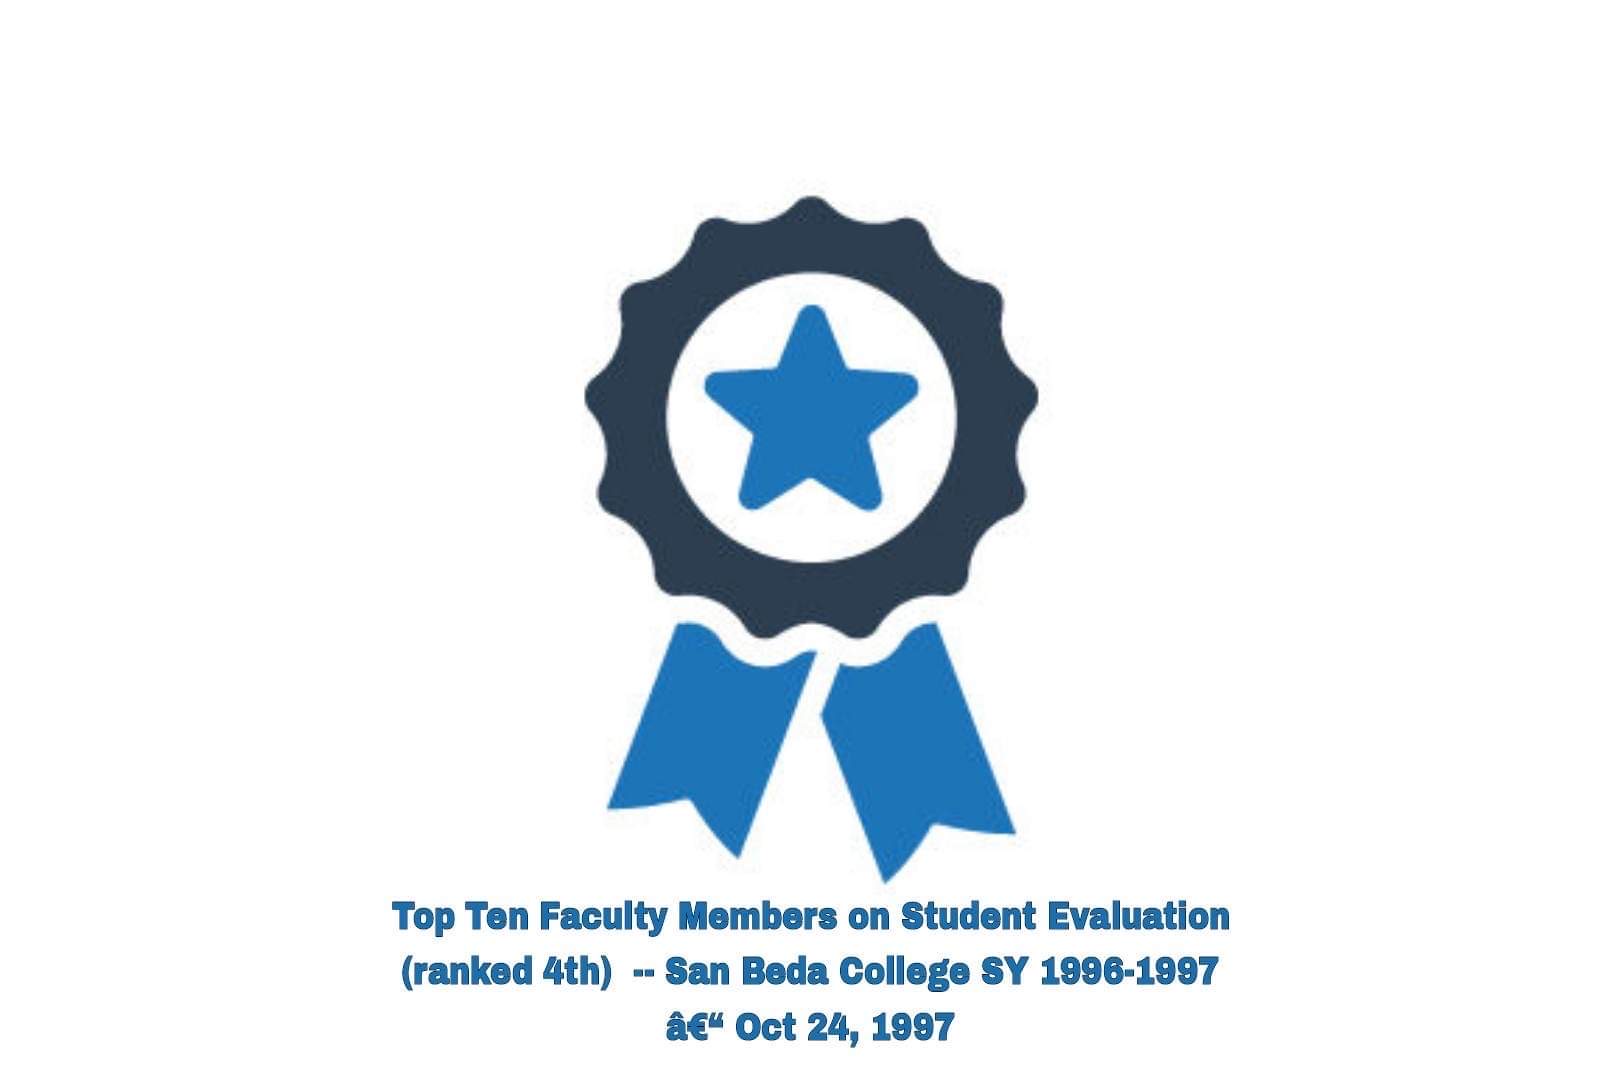 Top Ten Faculty Members on Student Evaluation
(ranked 4th)  -- San Beda College SY 1996-1997
â€“ Oct 24, 1997